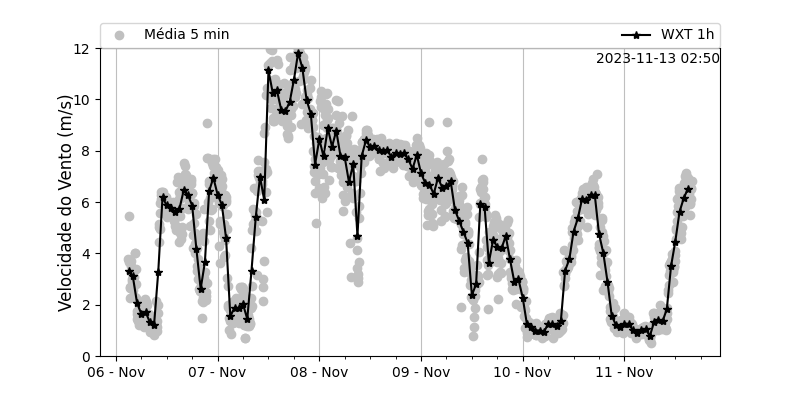 Média 5 min
WXT 1h
2023-11-13 02:50
Velocidade do Vento (m/s)
12
10
8
6
4
2
0
06 - Nov
07 - Nov
08 - Nov
09 - Nov
10 - Nov
11 - Nov